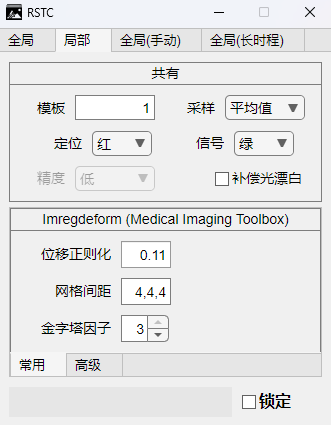 RSTC
全局 局部 全局(手动) 全局(长时程)
共有
模板 1 采样 平均值
定位 红 信号 绿
精度 低 补偿光漂白
Imregdeform (Medical Imaging Toolbox)
位移正则化 0.11
网格间距 4,4,4
金字塔因子 3
常用 高级
锁定